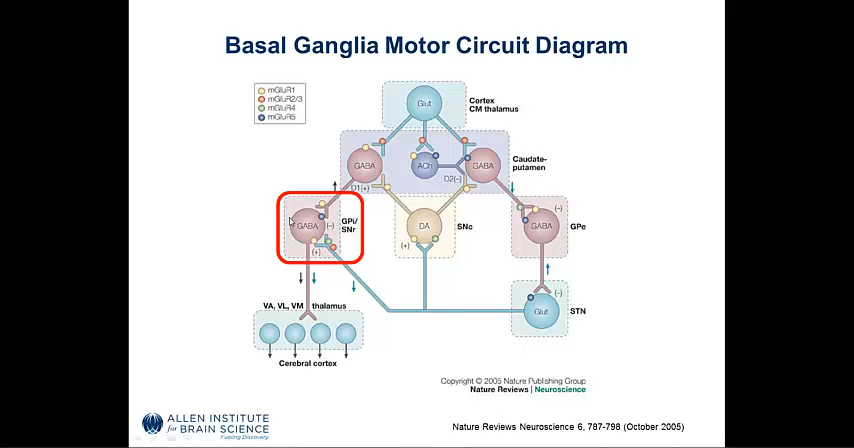 Basal Ganglia Motor Circuit Diagram
mGluR1
mGluR2/3
mGluR4
mGluR5
Glut
Cortex
CM thalamus
GABA
ACh
GABA
Caudate-
putamen
D1(+)
D2(–)
GABA
(–)
(+)
GPi/
SNr
DA
(+)
SNc
GABA
(–)
GPe
VA, VL, VM thalamus
Glut
(–)
STN
Cerebral cortex
Copyright © 2005 Nature Publishing Group
Nature Reviews | Neuroscience
ALLEN INSTITUTE
for BRAIN SCIENCE
Fueling Discovery
Nature Reviews Neuroscience 6, 787-798 (October 2005)